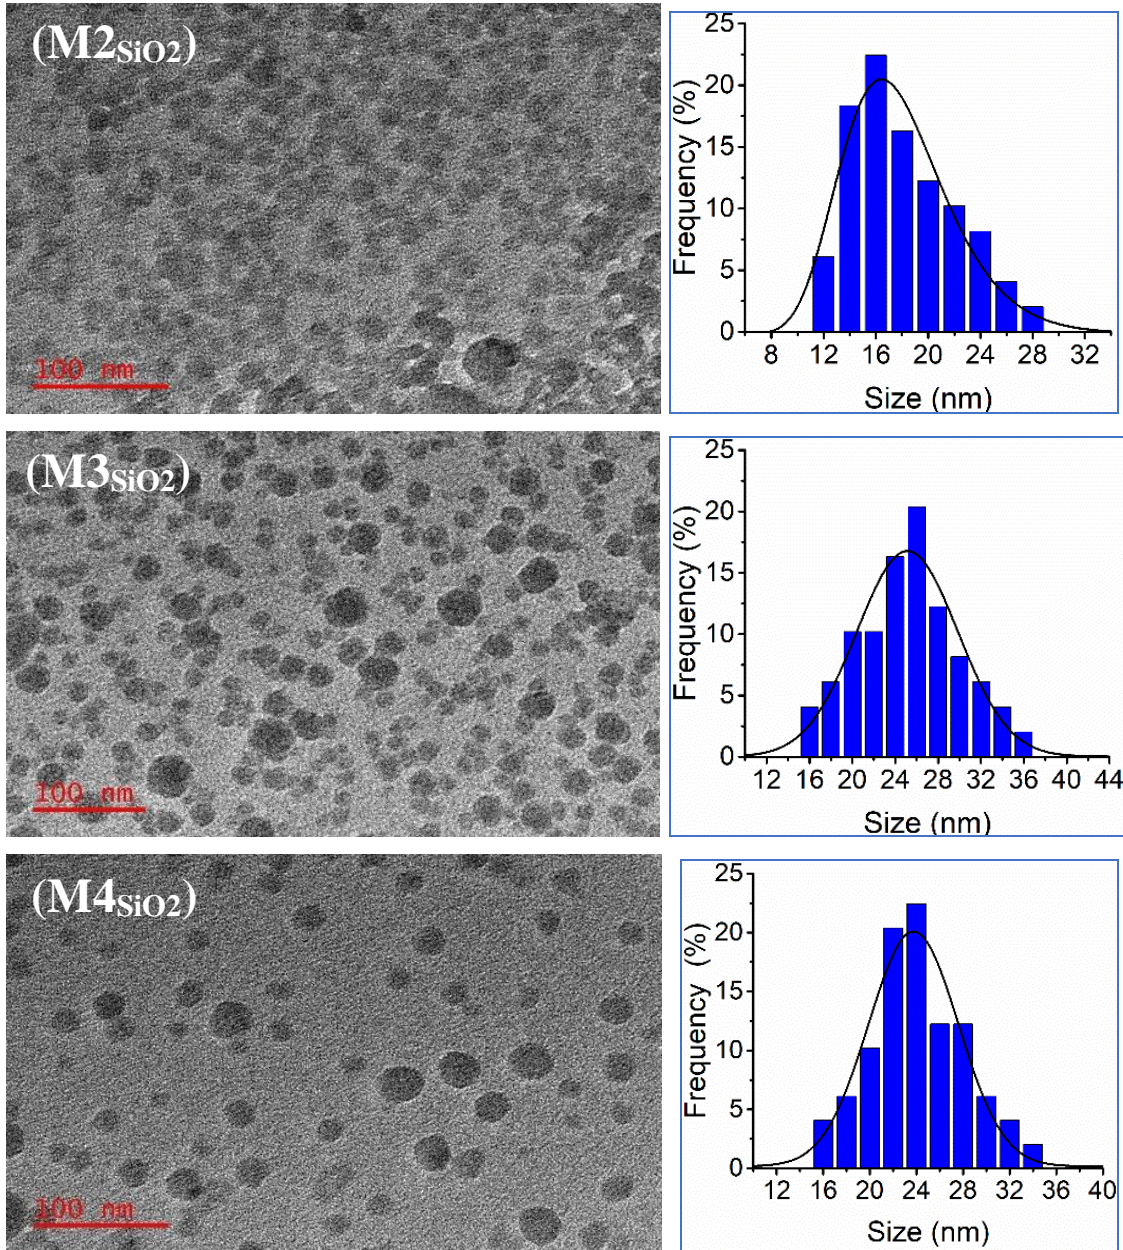 (M2SiO2)
100 nm
25
20
15
10
5
0
Frequency (%)
8 12 16 20 24 28 32
Size (nm)
(M3SiO2)
100 nm
25
20
15
10
5
0
Frequency (%)
12 16 20 24 28 32 36 40 44
Size (nm)
(M4SiO2)
100 nm
25
20
15
10
5
0
Frequency (%)
12 16 20 24 28 32 36 40
Size (nm)